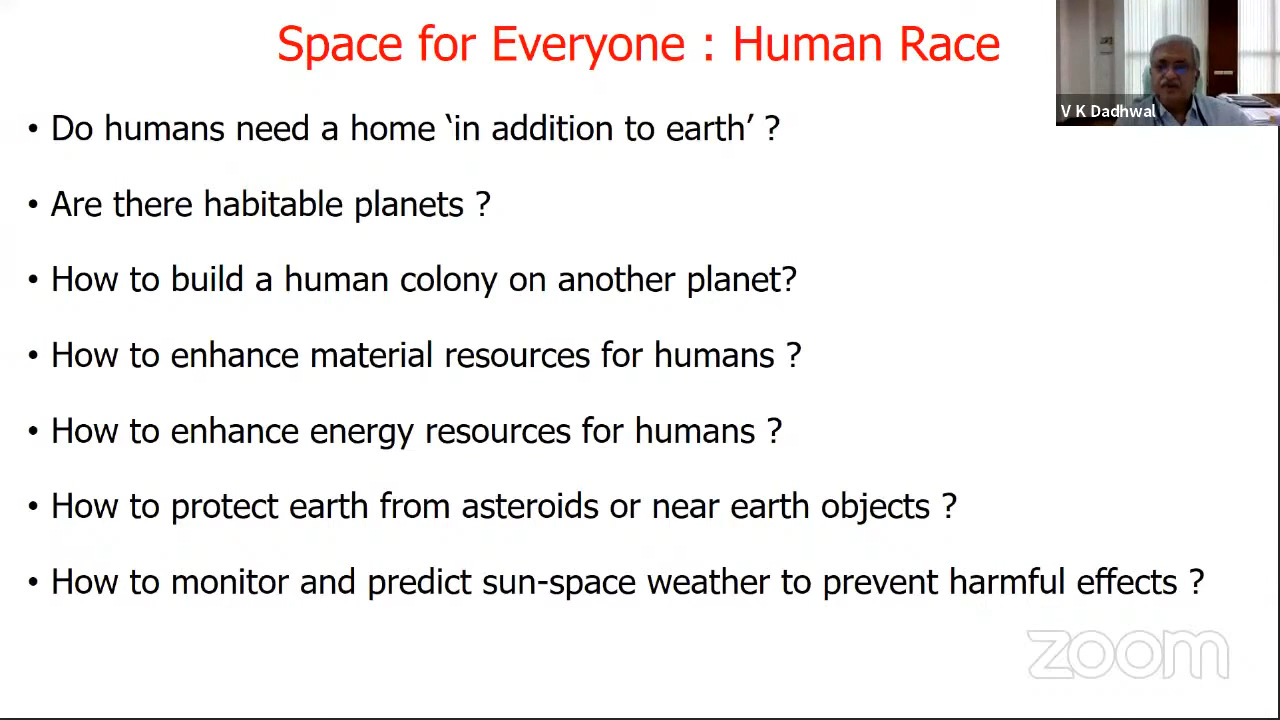 Space for Everyone : Human Race
V K Dadhwal
• Do humans need a home ‘in addition to earth’ ?
• Are there habitable planets ?
• How to build a human colony on another planet?
• How to enhance material resources for humans ?
• How to enhance energy resources for humans ?
• How to protect earth from asteroids or near earth objects ?
• How to monitor and predict sun-space weather to prevent harmful effects ?
zoom